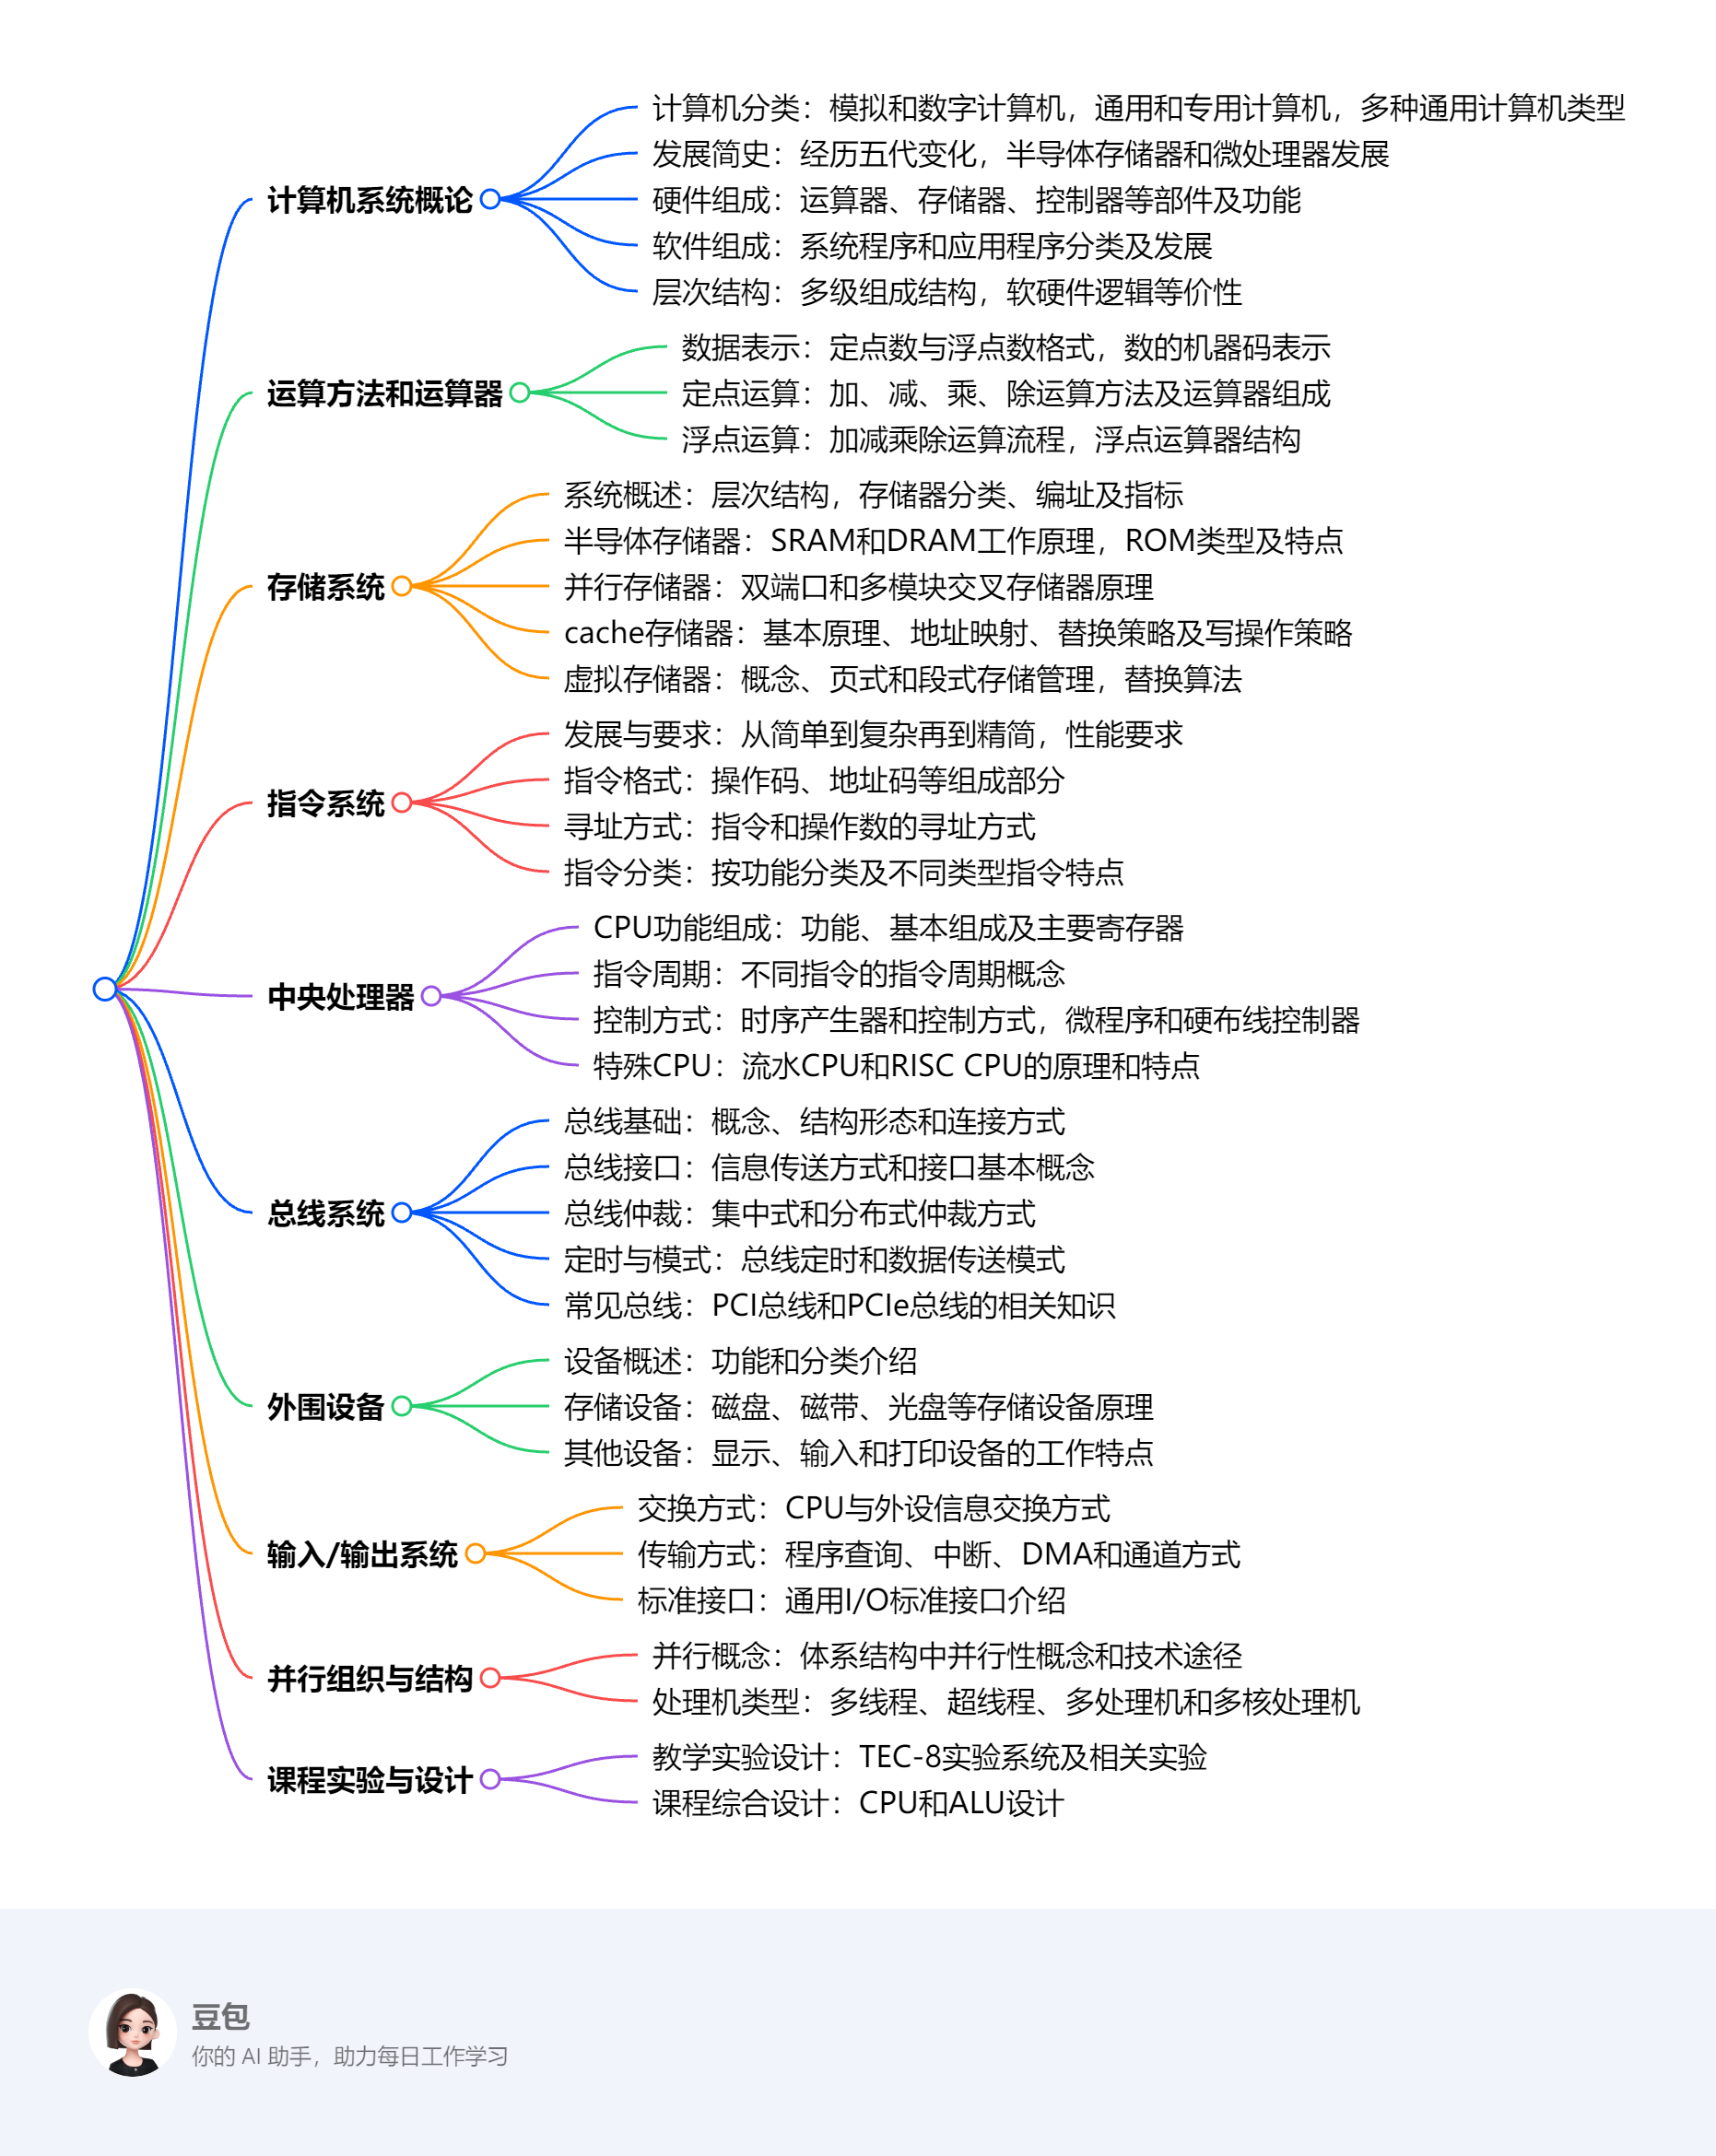 计算机系统概论
计算机分类：模拟和数字计算机，通用和专用计算机，多种通用计算机类型
发展简史：经历五代变化，半导体存储器和微处理器发展
硬件组成：运算器、存储器、控制器等部件及功能
软件组成：系统程序和应用程序分类及发展
层次结构：多级组成结构，软硬件逻辑等价性
运算方法和运算器
数据表示：定点数与浮点数格式，数的机器码表示
定点运算：加、减、乘、除运算方法及运算器组成
浮点运算：加减乘除运算流程，浮点运算器结构
存储系统
系统概述：层次结构，存储器分类、编址及指标
半导体存储器：SRAM和DRAM工作原理，ROM类型及特点
并行存储器：双端口和多模块交叉存储器原理
cache存储器：基本原理、地址映射、替换策略及写操作策略
虚拟存储器：概念、页式和段式存储管理，替换算法
指令系统
发展与要求：从简单到复杂再到精简，性能要求
指令格式：操作码、地址码等组成部分
寻址方式：指令和操作数的寻址方式
指令分类：按功能分类及不同类型指令特点
中央处理器
CPU功能组成：功能、基本组成及主要寄存器
指令周期：不同指令的指令周期概念
控制方式：时序产生器和控制方式，微程序和硬布线控制器
特殊CPU：流水CPU和RISC CPU的原理和特点
总线系统
总线基础：概念、结构形态和连接方式
总线接口：信息传送方式和接口基本概念
总线仲裁：集中式和分布式仲裁方式
定时与模式：总线定时和数据传送模式
常见总线：PCI总线和PCIe总线的相关知识
外围设备
设备概述：功能和分类介绍
存储设备：磁盘、磁带、光盘等存储设备原理
其他设备：显示、输入和打印设备的工作特点
输入/输出系统
交换方式：CPU与外设信息交换方式
传输方式：程序查询、中断、DMA和通道方式
标准接口：通用I/O标准接口介绍
并行组织与结构
并行概念：体系结构中并行性概念和技术途径
处理机类型：多线程、超线程、多处理机和多核处理机
课程实验与设计
教学实验设计：TEC-8实验系统及相关实验
课程综合设计：CPU和ALU设计
豆包
你的 AI 助手，助力每日工作学习